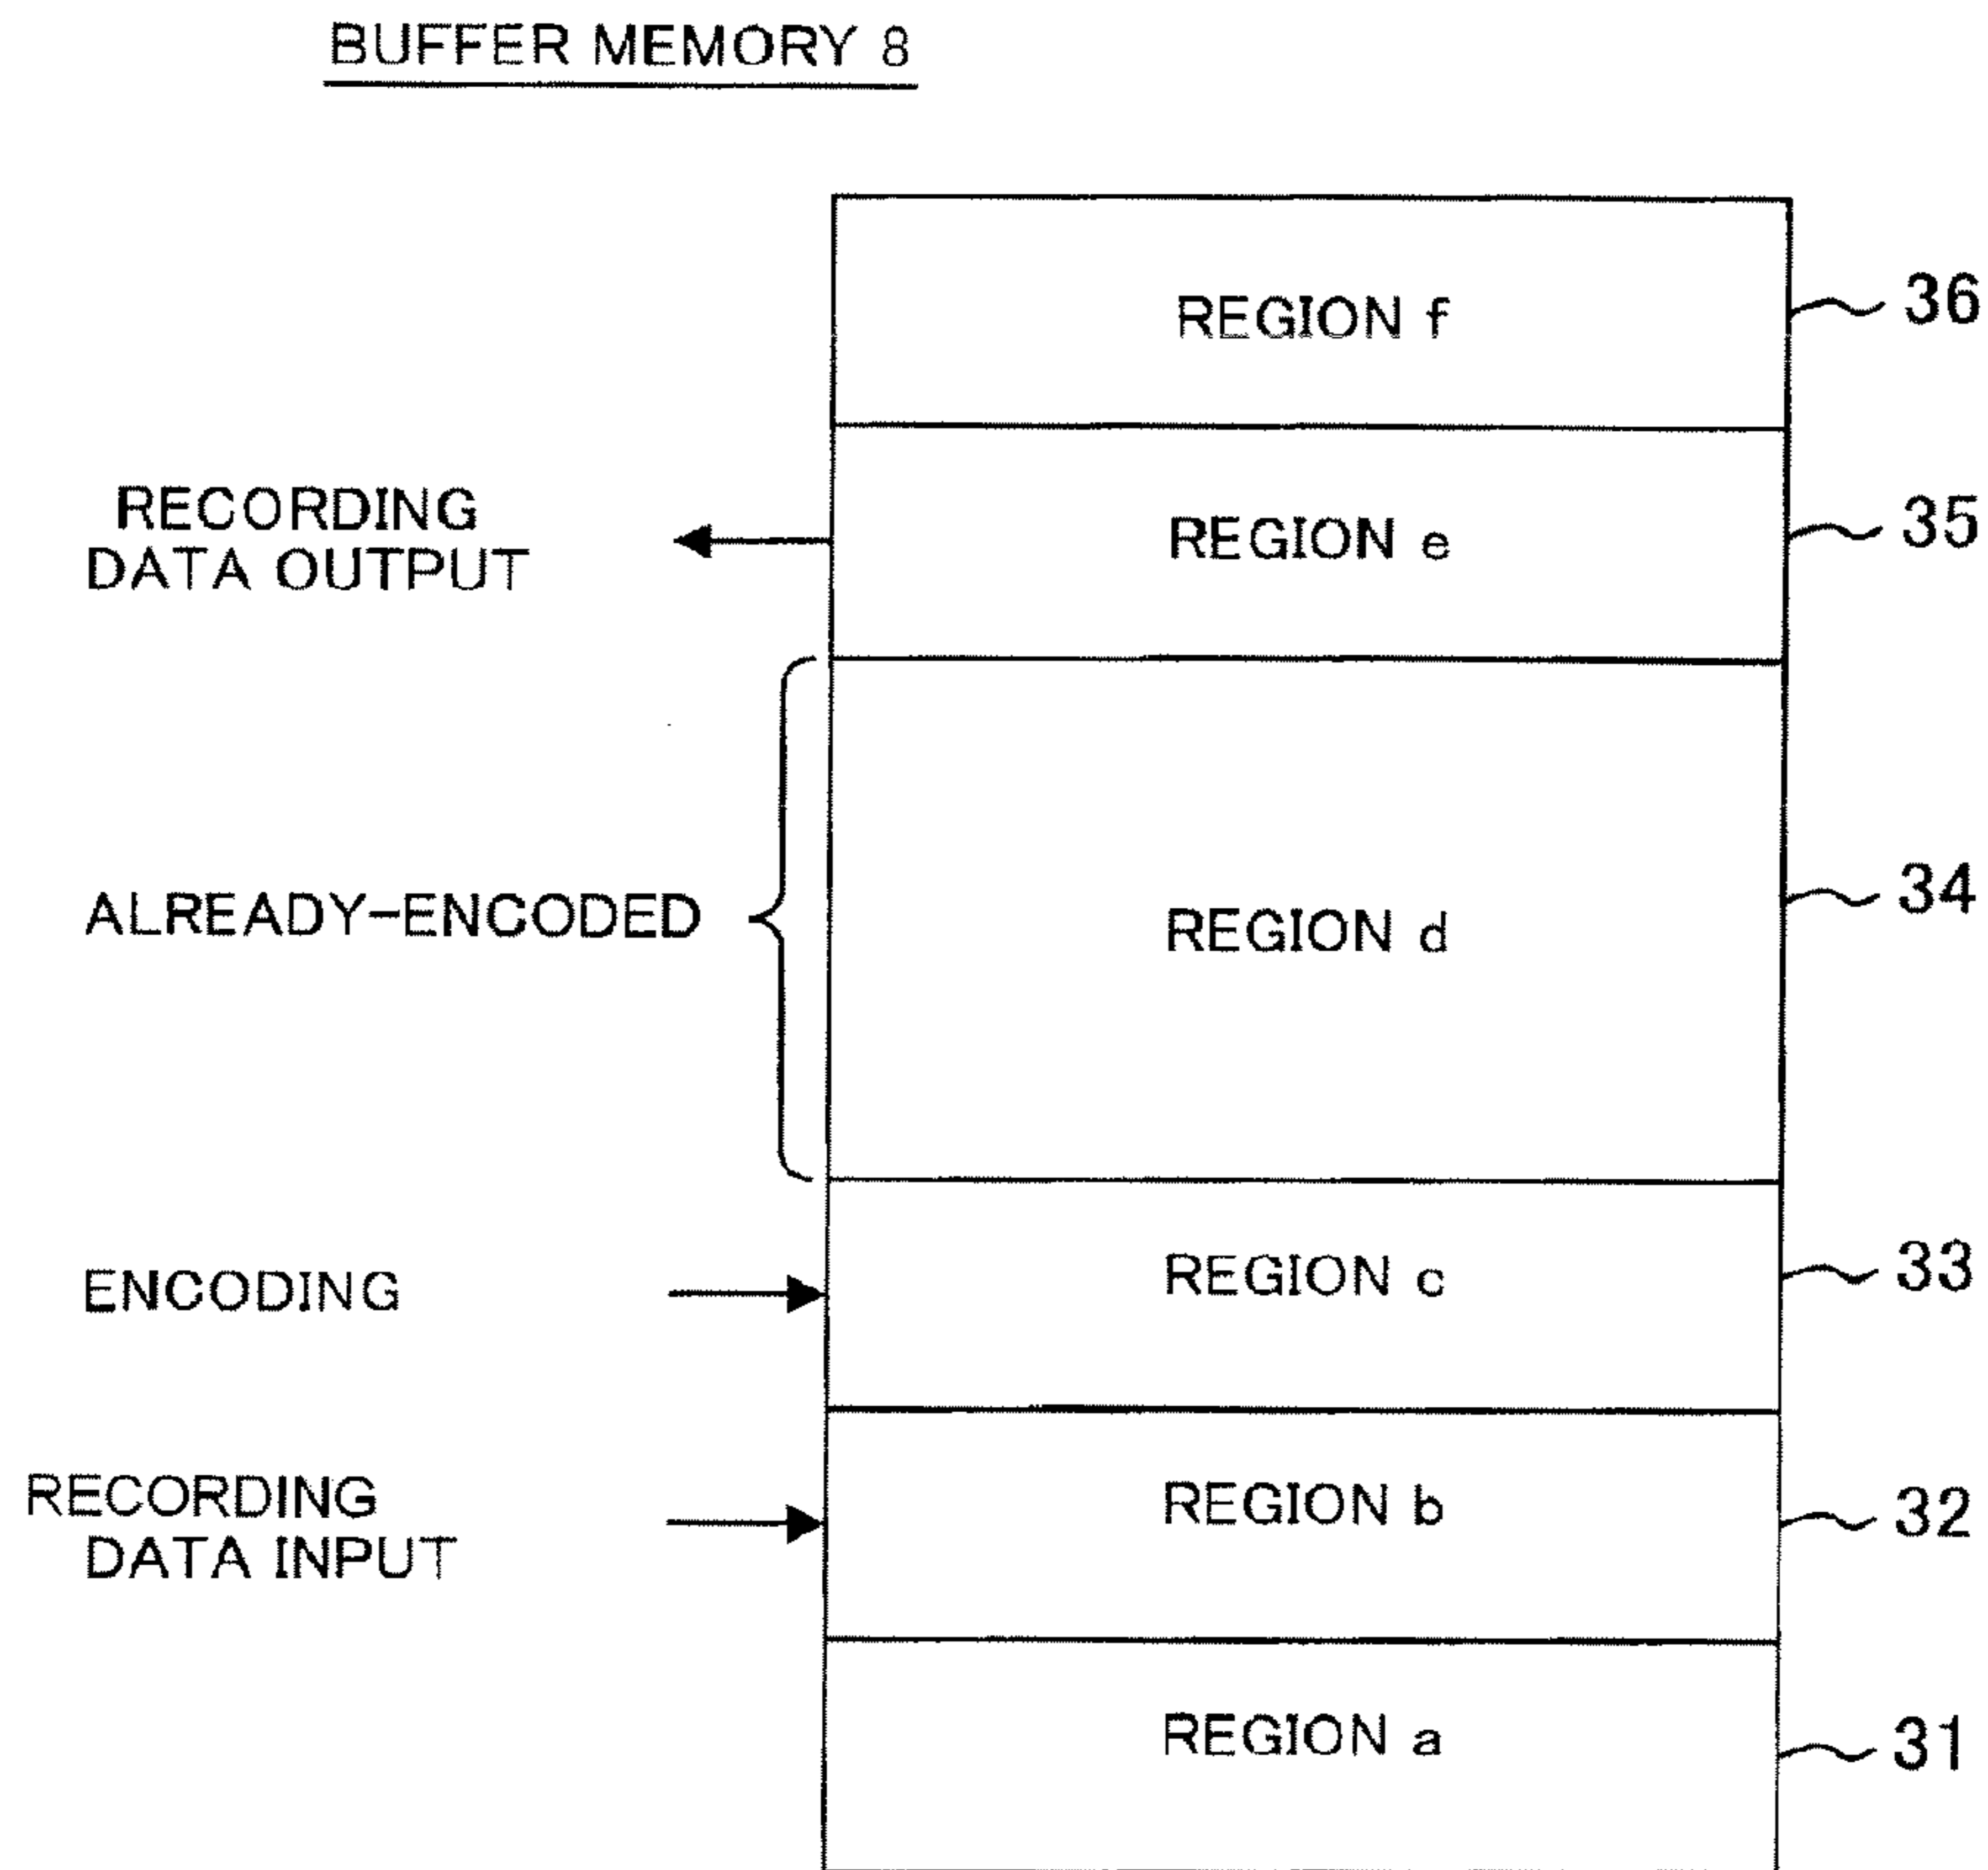 BUFFER MEMORY 8
REGION f
36
RECORDING
DATA OUTPUT
REGION e
35
ALREADY-ENCODED
REGION d
34
ENCODING
REGION c
33
RECORDING
DATA INPUT
REGION b
32
REGION a
31